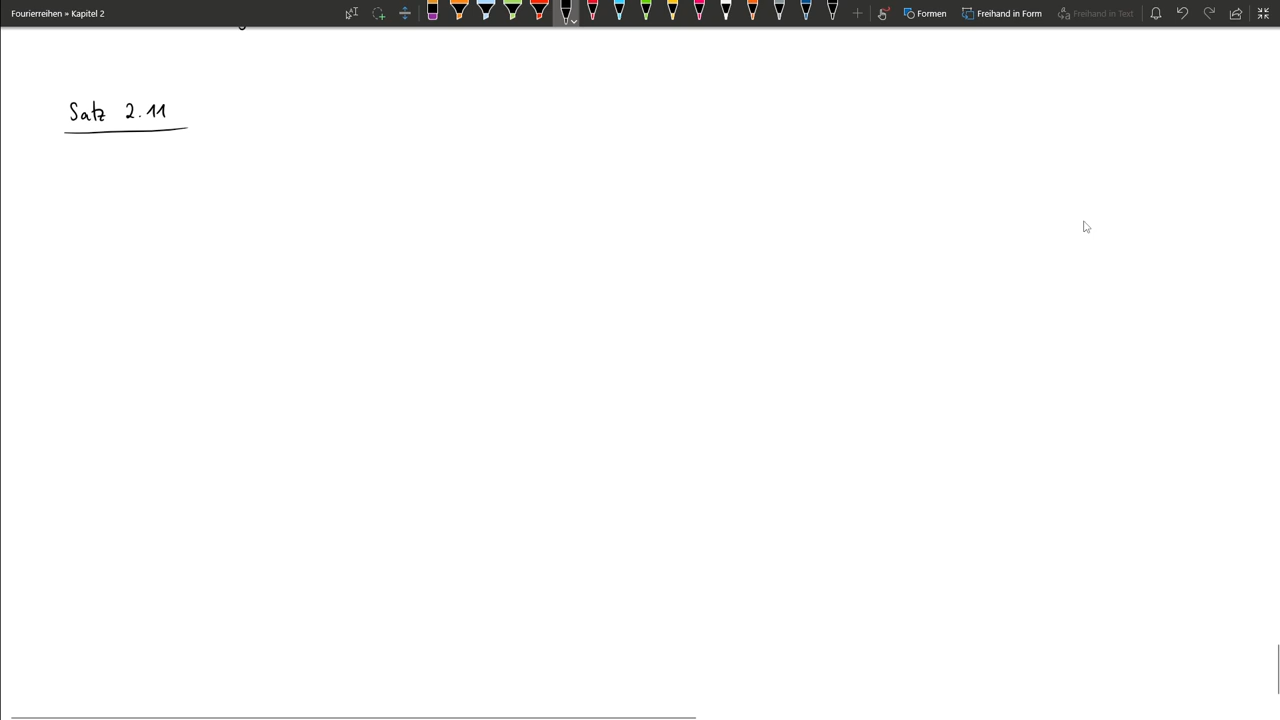 Fourierreihen » Kapitel 2
Formen
Freihand in Form
Freihand in Text
Satz 2.11